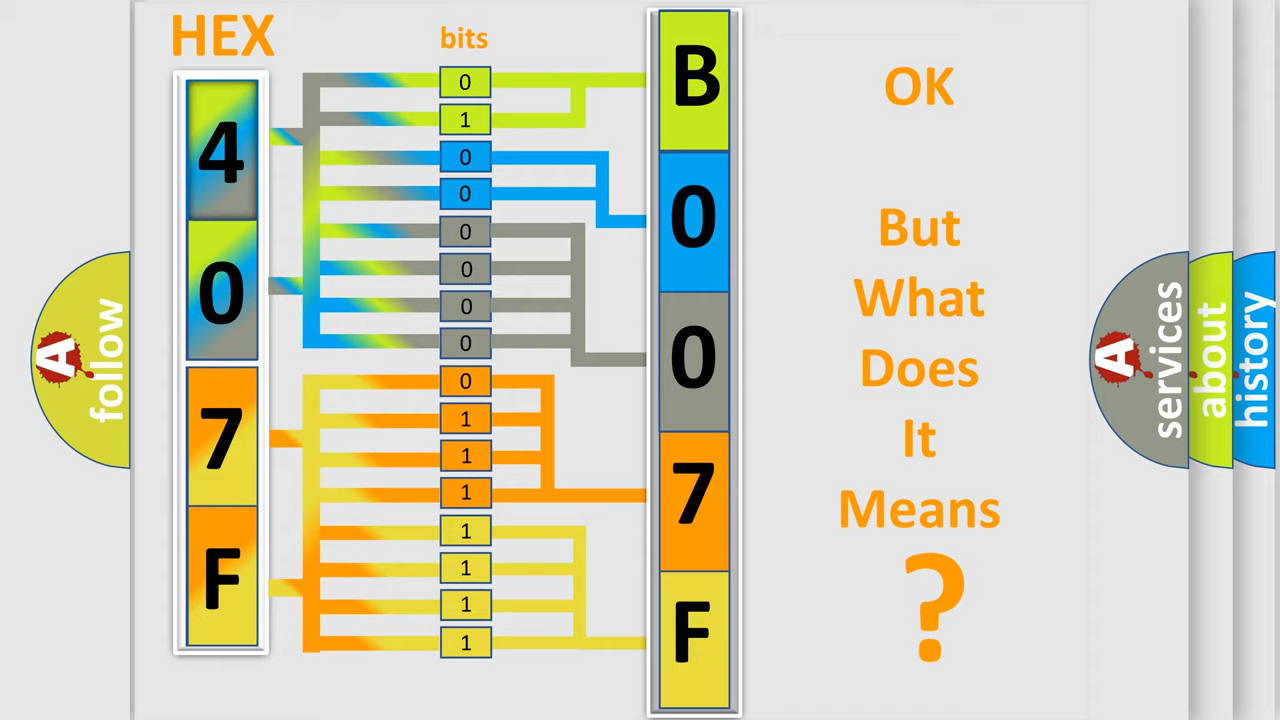 HEX
bits
4
0
7
F
0
1
0
0
0
0
0
0
0
1
1
1
1
1
1
1
B
0
0
7
F
OK
But
What
Does
It
Means
?
A
follow
A
services
about
history